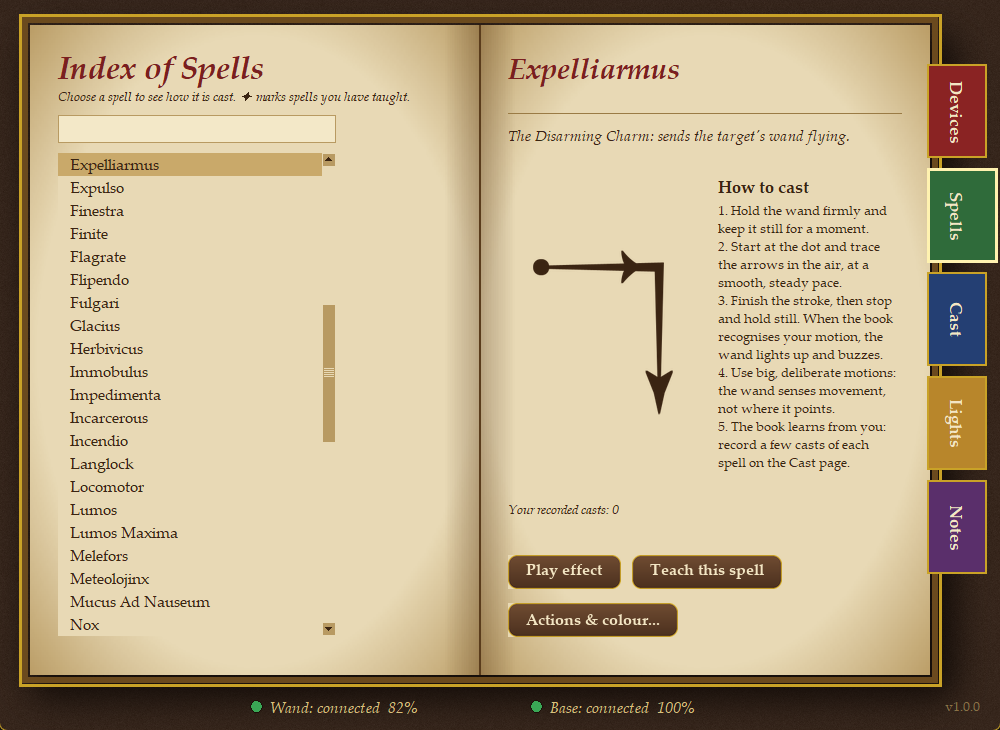 Index of Spells
Choose a spell to see how it is cast. ✦ marks spells you have taught.
Expelliarmus
Expulso
Finestra
Finite
Flagrate
Flipendo
Fulgari
Glacius
Herbivicus
Immobulus
Impedimenta
Incarcerous
Incendio
Langlock
Locomotor
Lumos
Lumos Maxima
Melefors
Meteolojinx
Mucus Ad Nauseum
Nox
Expelliarmus
The Disarming Charm: sends the target's wand flying.
How to cast
1. Hold the wand firmly and
keep it still for a moment.
2. Start at the dot and trace
the arrows in the air, at a
smooth, steady pace.
3. Finish the stroke, then stop
and hold still. When the book
recognises your motion, the
wand lights up and buzzes.
4. Use big, deliberate motions:
the wand senses movement,
not where it points.
5. The book learns from you:
record a few casts of each
spell on the Cast page.
Your recorded casts: 0
Play effect
Teach this spell
Actions & colour...
Devices
Spells
Cast
Lights
Notes
Wand: connected 82%
Base: connected 100%
v1.0.0